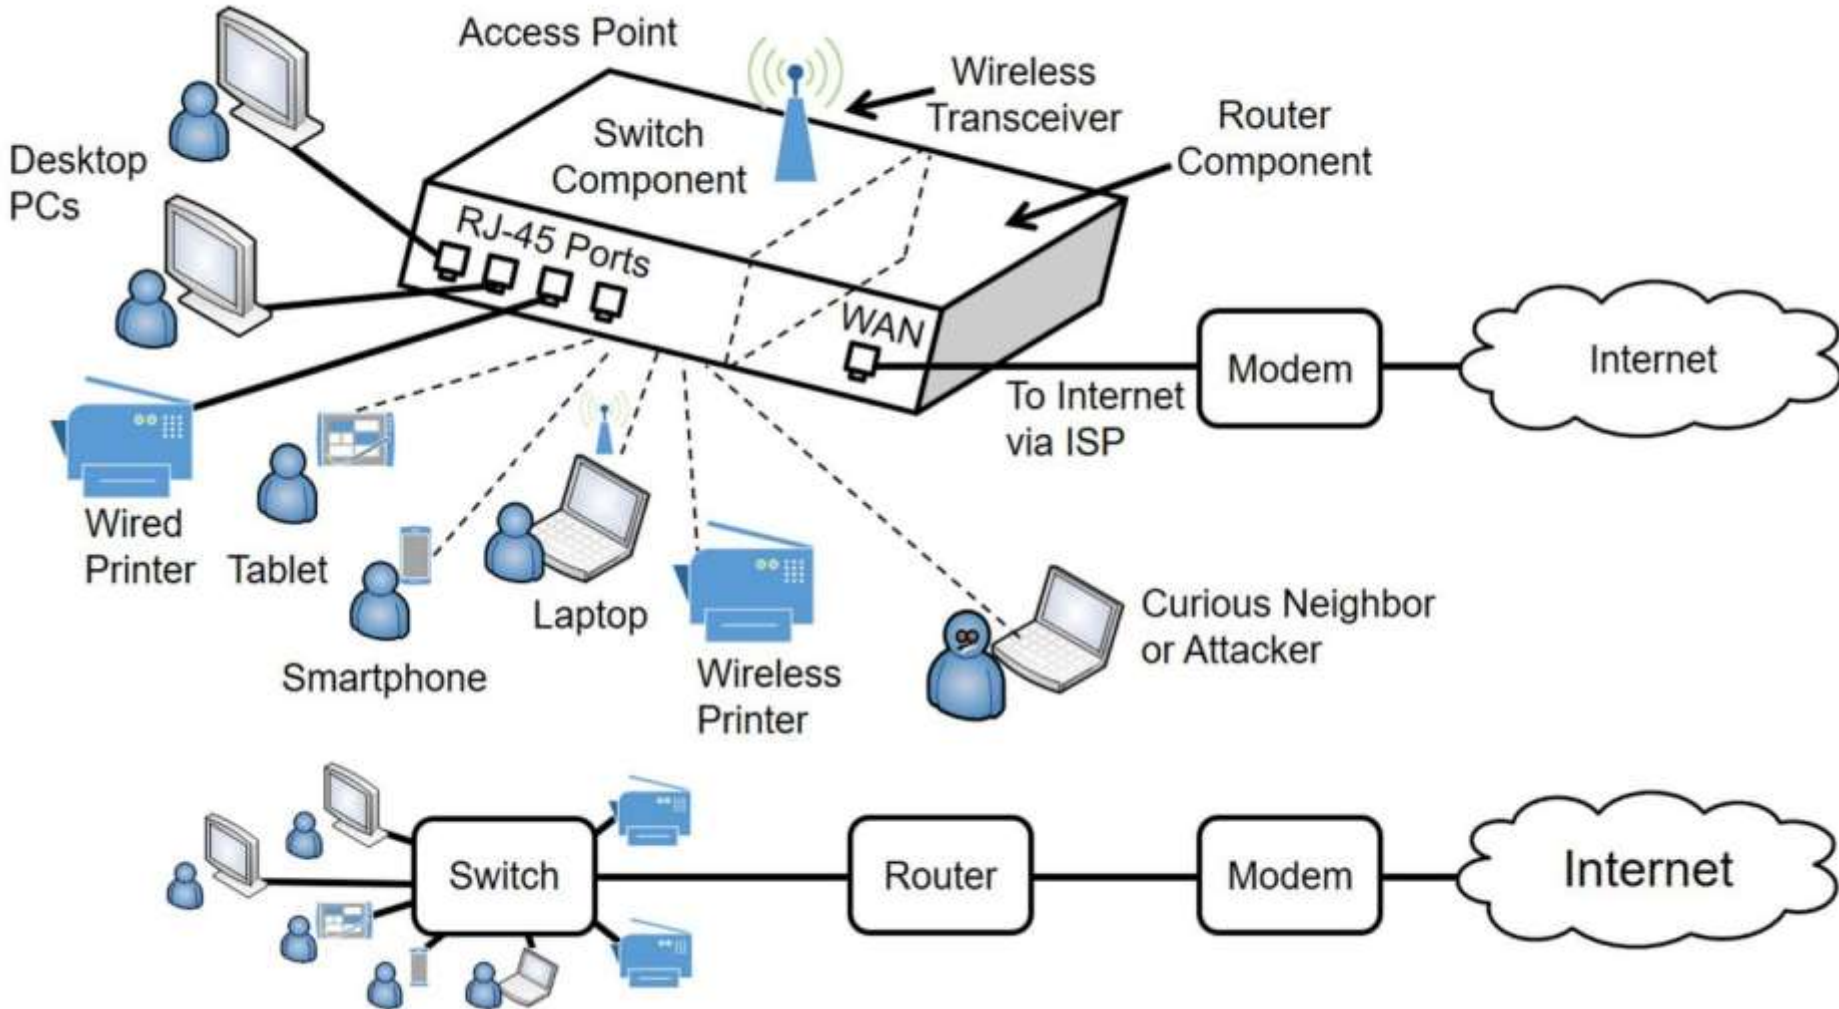 Access Point
Wireless
Transceiver
Router
Component
Switch
Component
Desktop
PCs
RJ-45 Ports
WAN
Modem
Internet
To Internet
via ISP
Wired
Printer
Tablet
Smartphone
Laptop
Wireless
Printer
Curious Neighbor
or Attacker
Switch
Router
Modem
Internet